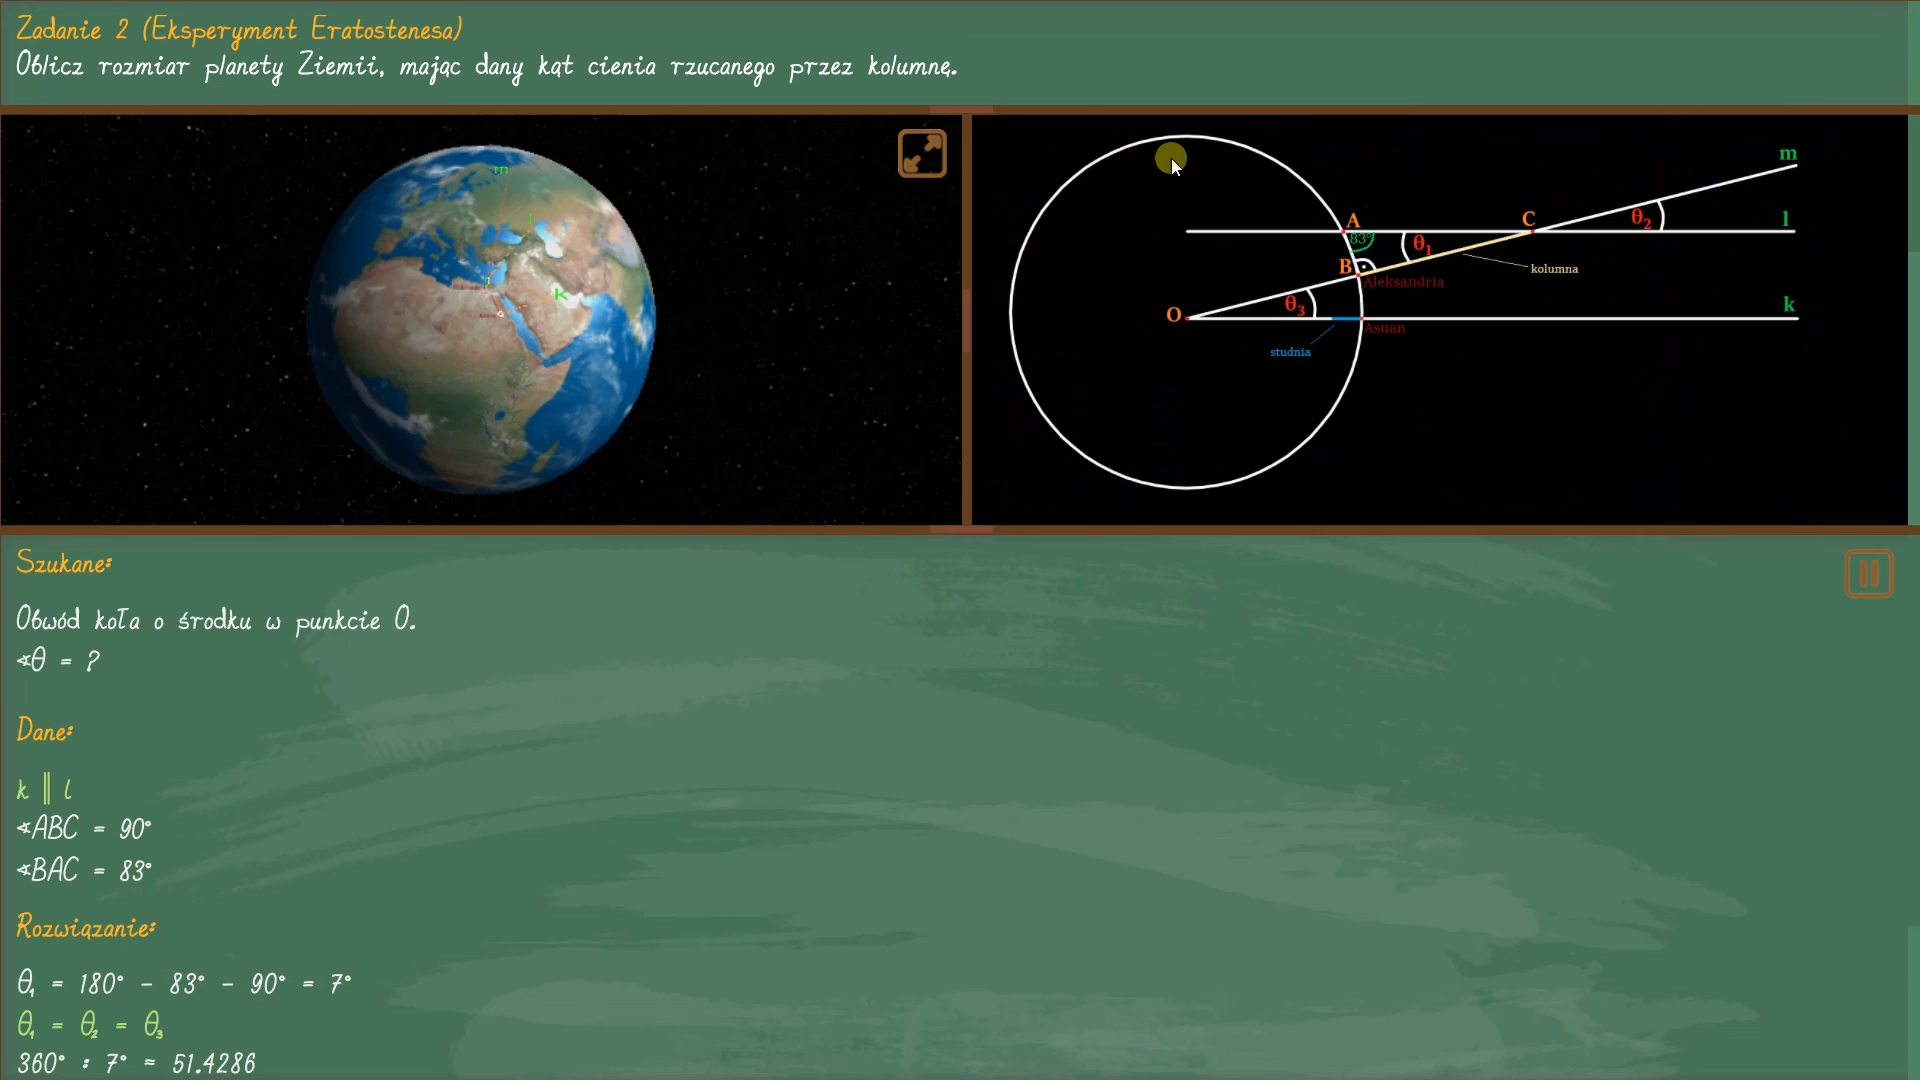 Zadanie 2 (Eksperyment Eratostenesa)
Oblicz rozmiar planety Ziemii, mając dany kąt cienia rzucanego przez kolumnę.
m
l
k
m
A
C
θ₂
l
83°
θ₁
B
kolumna
Aleksandria
θ₃
k
O
Asuan
studnia
Szukane:
Obwód koła o środku w punkcie O.
∢θ = ?
Dane:
k ∥ l
∢ABC = 90°
∢BAC = 83°
Rozwiązanie:
θ₁ = 180° - 83° - 90° = 7°
θ₁ = θ₂ = θ₃
360° : 7° ≈ 51.4286